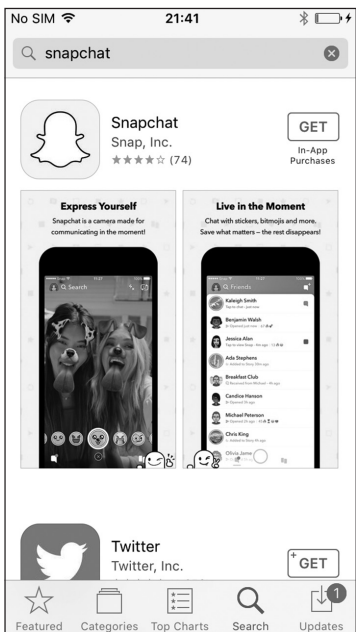 No SIM 21:41
snapchat
Snapchat
Snap, Inc.
(74)
GET
In-App
Purchases
Express Yourself
Snapchat is a camera made for
communicating in the moment!
Search
Live in the Moment
Chat with stickers, bitmojis and more.
Save what matters – the rest disappears!
Friends
Kaleigh Smith
Benjamin Walsh
Jessica Alan
Ada Stephens
Breakfast Club
Candice Hanson
Michael Peterson
Chris King
Olivia Jame
Twitter
Twitter, Inc.
+GET
1
Featured Categories Top Charts Search Updates